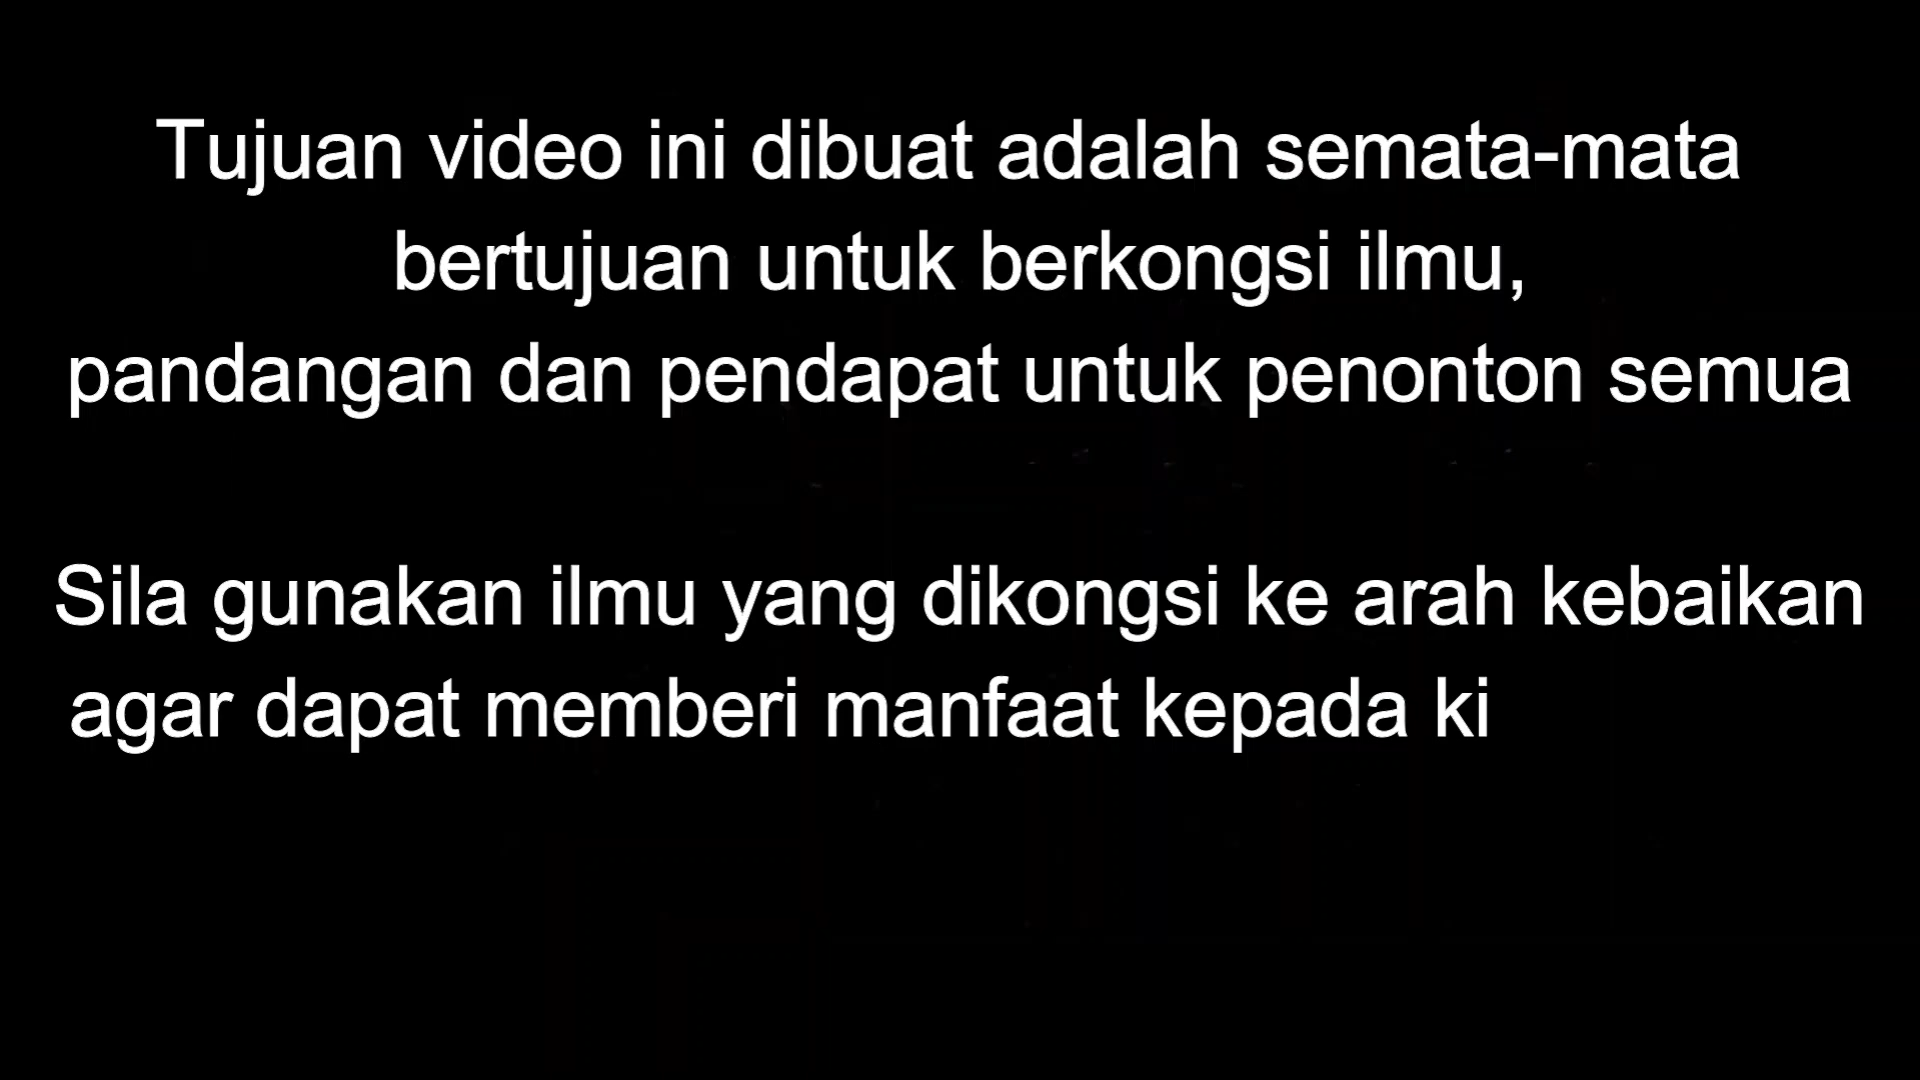 Tujuan video ini dibuat adalah semata-mata
bertujuan untuk berkongsi ilmu,
pandangan dan pendapat untuk penonton semua
Sila gunakan ilmu yang dikongsi ke arah kebaikan
agar dapat memberi manfaat kepada ki